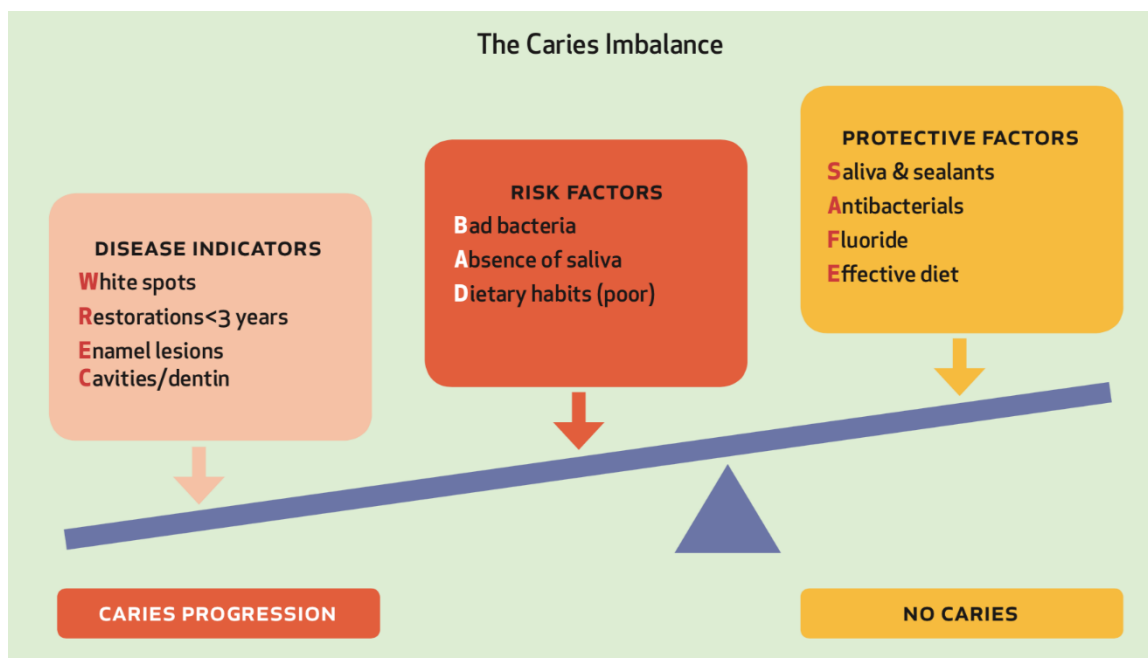 The Caries Imbalance
DISEASE INDICATORS
White spots
Restorations<3 years
Enamel lesions
Cavities/dentin
RISK FACTORS
Bad bacteria
Absence of saliva
Dietary habits (poor)
PROTECTIVE FACTORS
Saliva & sealants
Antibacterials
Fluoride
Effective diet
CARIES PROGRESSION
NO CARIES